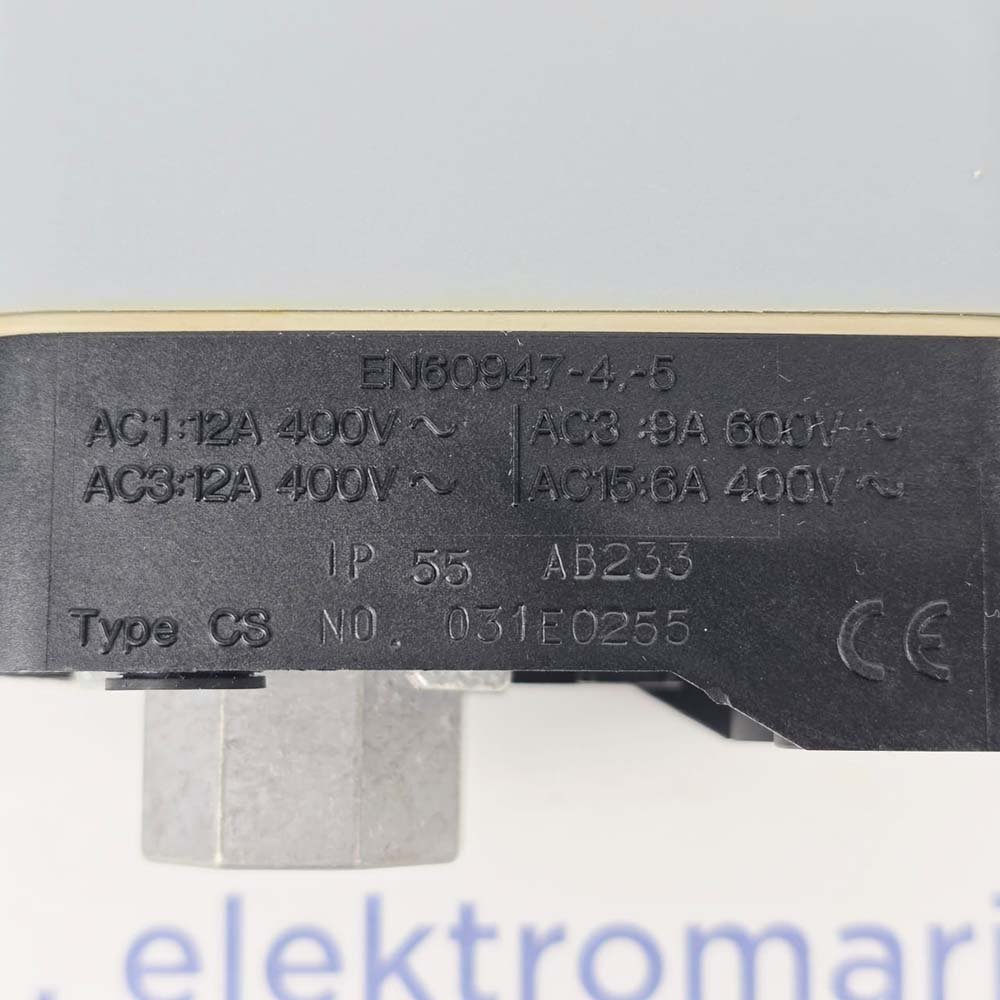 EN60947-4,-5
AC1:12A 400V ~ | AC3:9A 600V ~
AC3:12A 400V ~ | AC15:6A 400V ~
IP 55 AB233
Type CS NO. 031E0255 CE
. elektromari